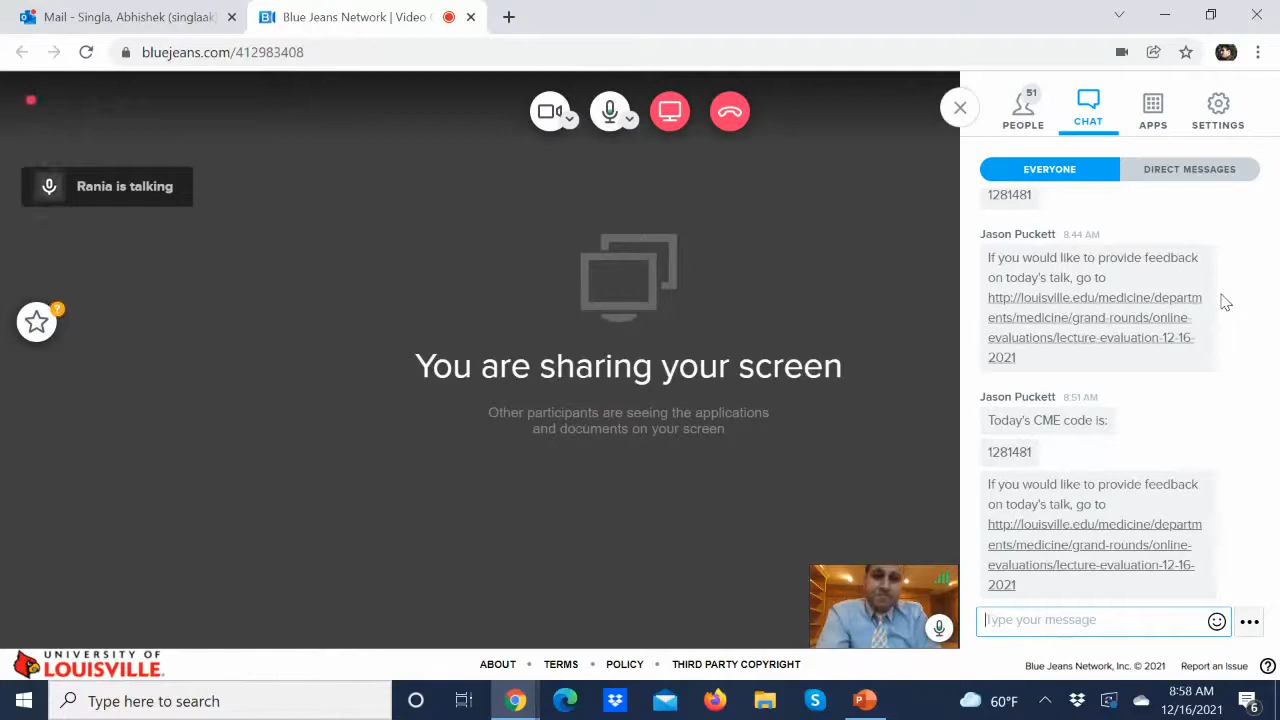 Mail - Singla, Abhishek (singlaak)
Blue Jeans Network | Video
bluejeans.com/412983408
51
PEOPLE
CHAT
APPS
SETTINGS
Rania is talking
EVERYONE
DIRECT MESSAGES
1281481
Jason Puckett 8:44 AM
If you would like to provide feedback
on today's talk, go to
http://louisville.edu/medicine/departm
ents/medicine/grand-rounds/online-
evaluations/lecture-evaluation-12-16-
2021
?
You are sharing your screen
Other participants are seeing the applications
and documents on your screen
Jason Puckett 8:51 AM
Today's CME code is:
1281481
If you would like to provide feedback
on today's talk, go to
http://louisville.edu/medicine/departm
ents/medicine/grand-rounds/online-
evaluations/lecture-evaluation-12-16-
2021
Type your message
UNIVERSITY OF
LOUISVILLE.
ABOUT • TERMS • POLICY • THIRD PARTY COPYRIGHT
Blue Jeans Network, Inc. © 2021
Report an Issue
?
Type here to search
60°F
8:58 AM
12/16/2021
6